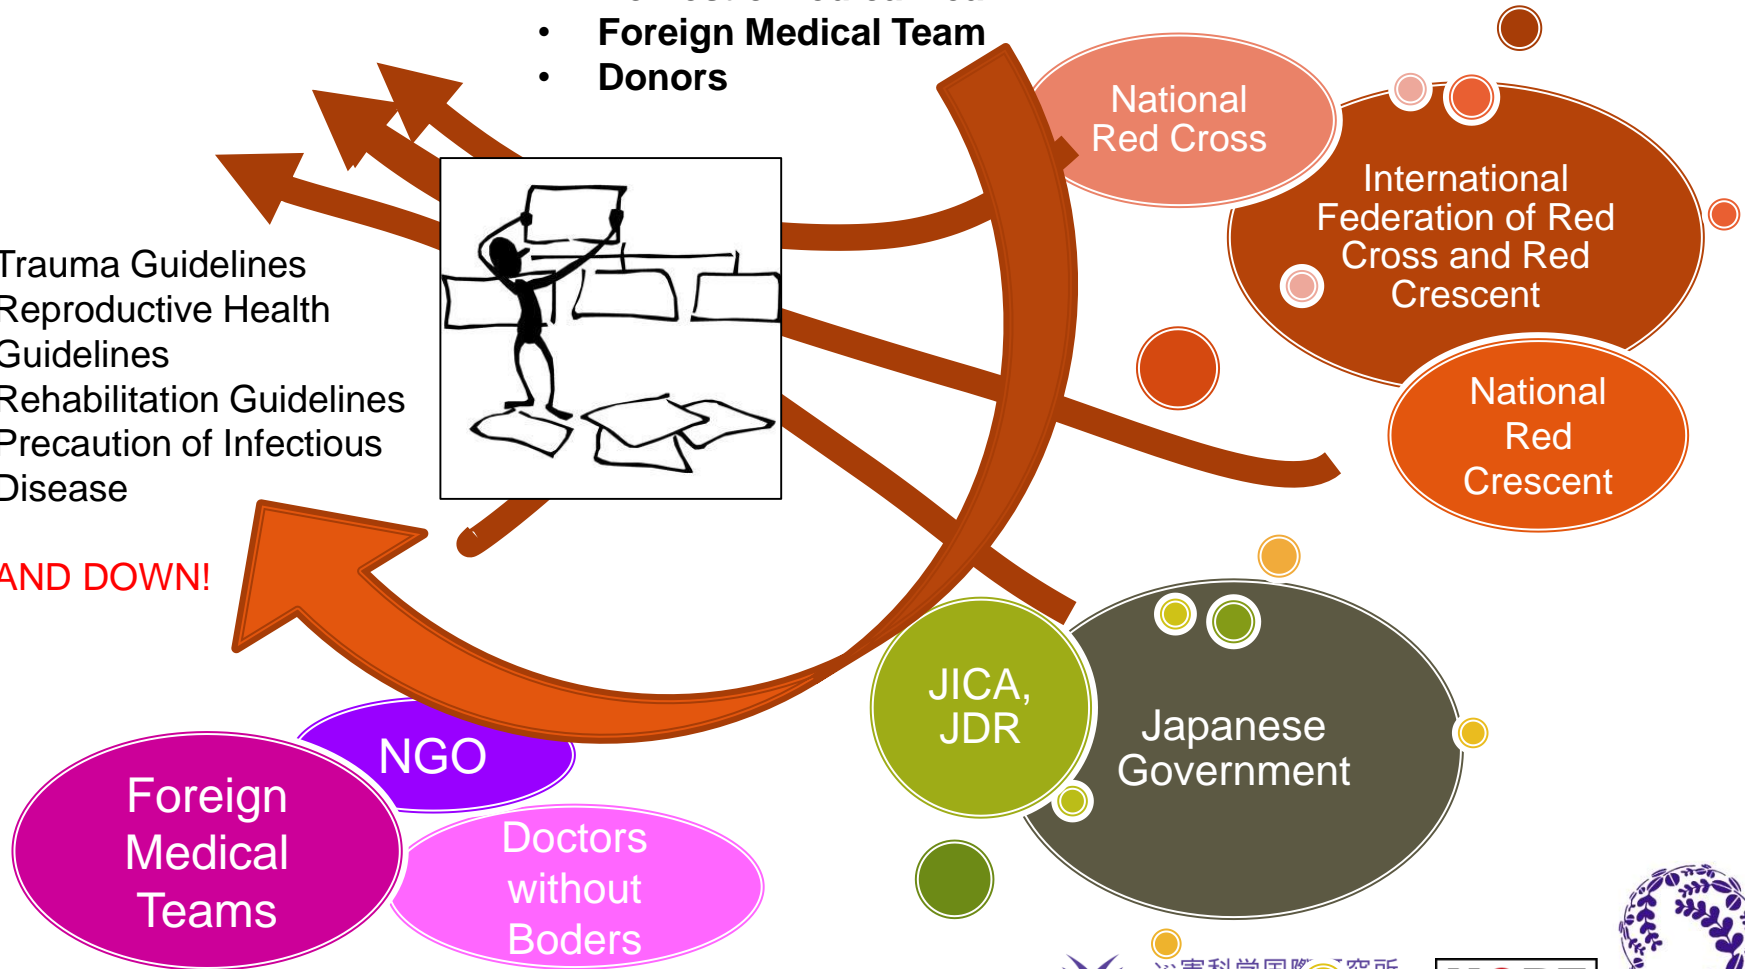 • Foreign Medical Team
• Donors
National
Red Cross
International
Federation of Red
Cross and Red
Crescent
National
Red
Crescent
Trauma Guidelines
Reproductive Health
Guidelines
Rehabilitation Guidelines
Precaution of Infectious
Disease
AND DOWN!
JICA,
JDR
Japanese
Government
NGO
Foreign
Medical
Teams
Doctors
without
Boders